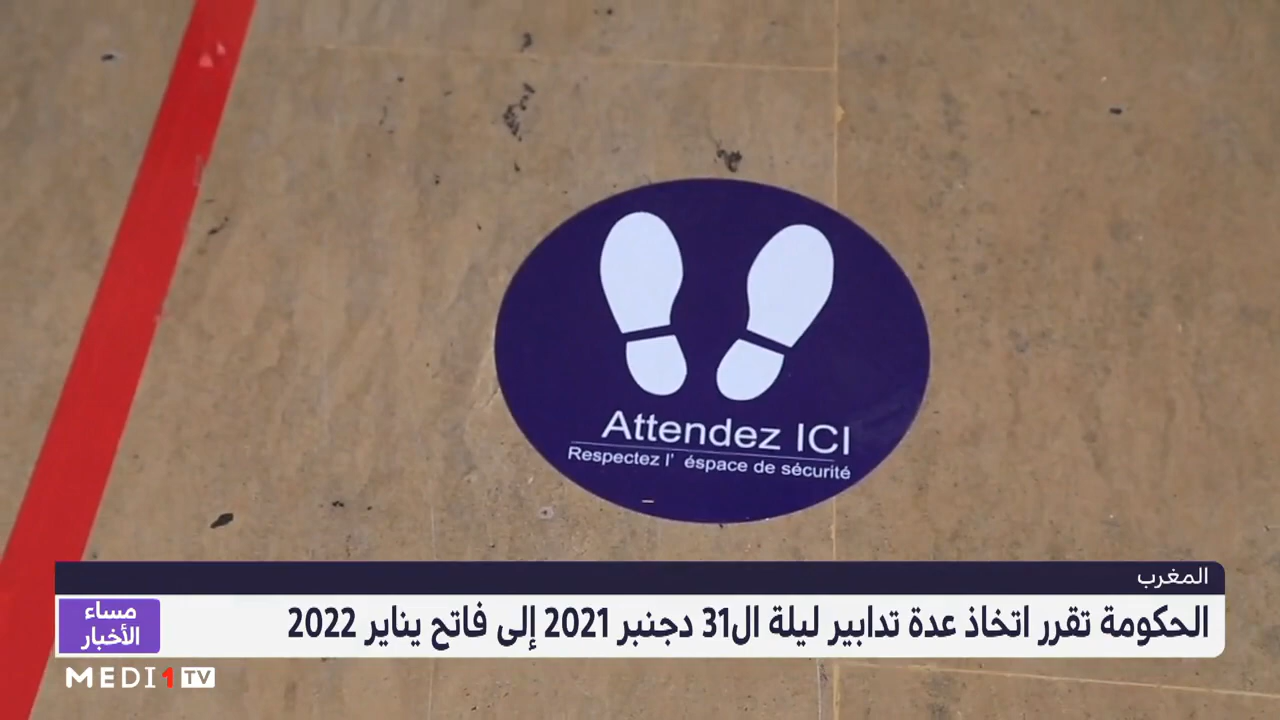 Attendez ICI
Respectez l' éspace de sécurité
المغرب
الحكومة تقرر اتخاذ عدة تدابير ليلة ال31 دجنبر 2021 إلى فاتح يناير 2022
مساء
الأخبار
MEDI1TV